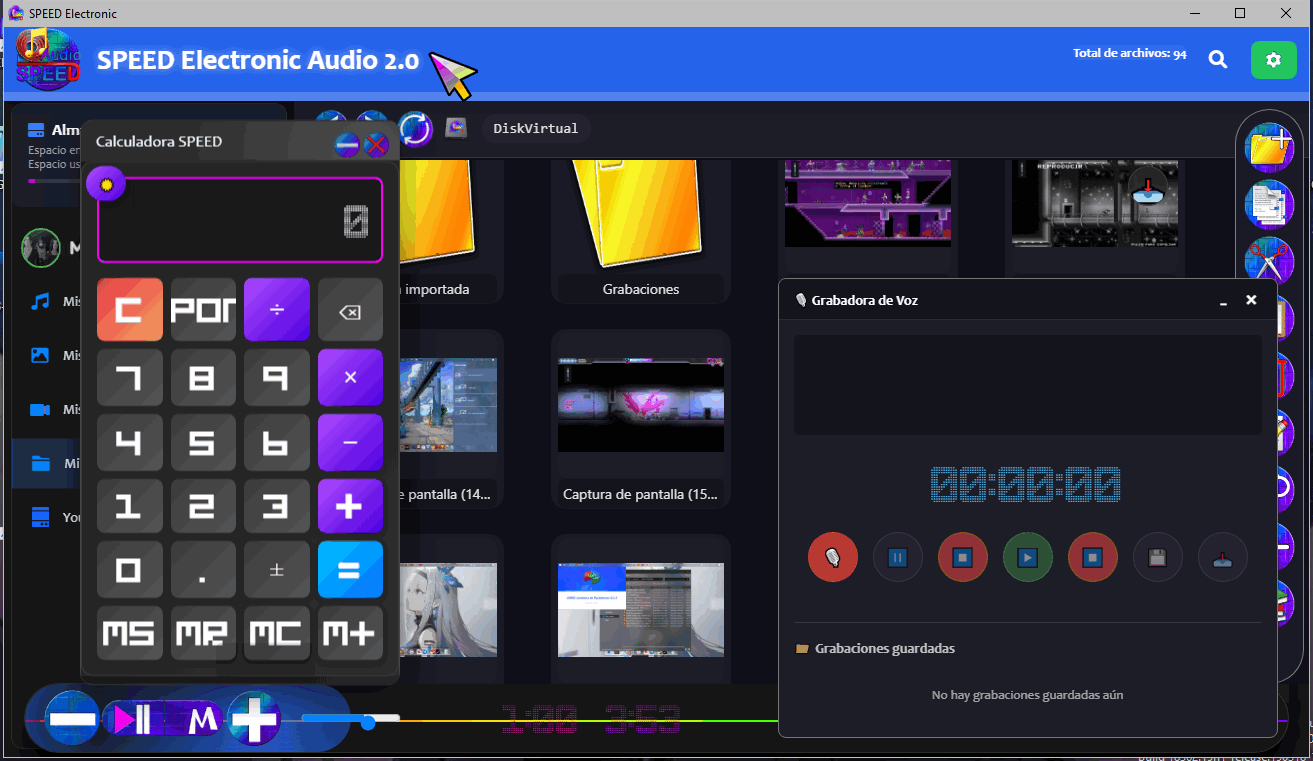 SPEED Electronic
SPEED
SPEED Electronic Audio 2.0
Total de archivos: 94
Alma
Espacio en
Espacio us
DiskVirtual
Calculadora SPEED
0
C
÷
7
8
9
×
4
5
6
−
1
2
3
+
0
.
±
=
MS
MR
MC
M+
M
Mis
Mis
Mis
Mi
You
importada
Grabaciones
REPRODUCIR
e pantalla (14...
Captura de pantalla (15...
Grabadora de Voz
00:00:00
Grabaciones guardadas
No hay grabaciones guardadas aún
M
1:00
3:53